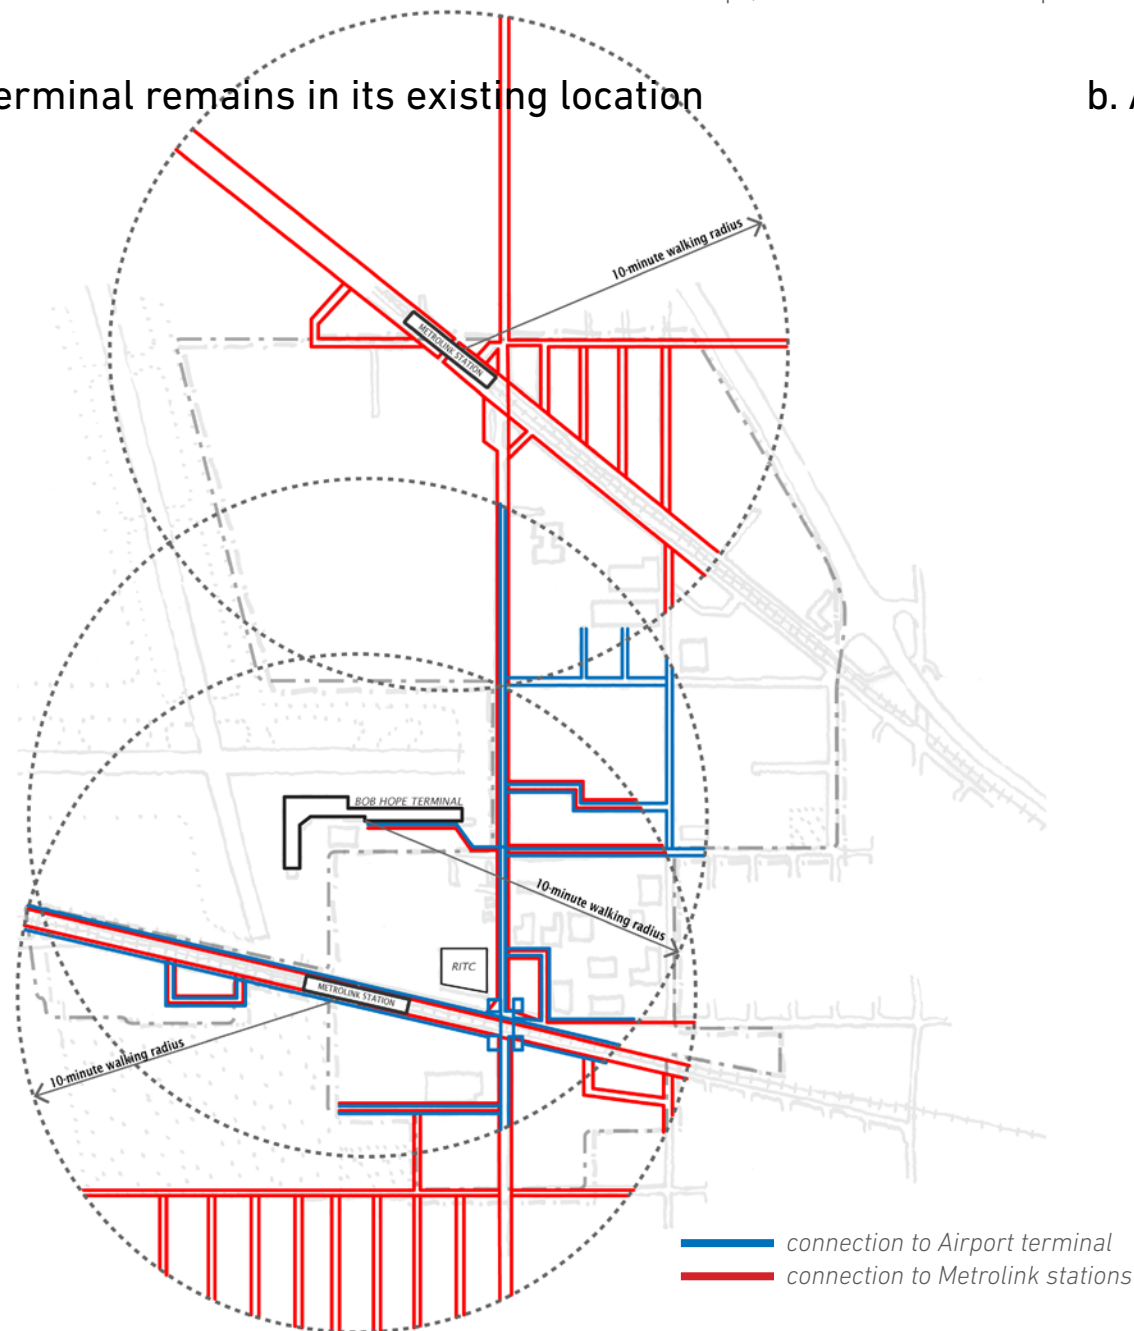 erminal remains in its existing location
b. A
10-minute walking radius
METROLINK STATION
BOB HOPE TERMINAL
10-minute walking radius
RITC
METROLINK STATION
10-minute walking radius
connection to Airport terminal
connection to Metrolink stations